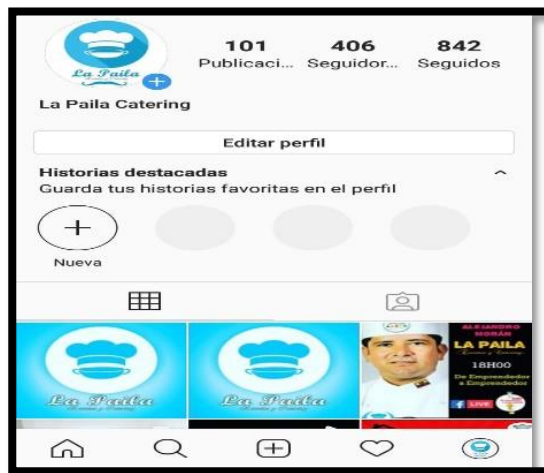 101 406 842
Publicaci... Seguidor... Seguidos
La Paila
La Paila Catering
Editar perfil
Historias destacadas
Guarda tus historias favoritas en el perfil
Nueva
ALEJANDRO
MORÁN
LA PAILA
18H00
De Emprendedor
a Emprendedor
LIVE
La Paila
La Paila